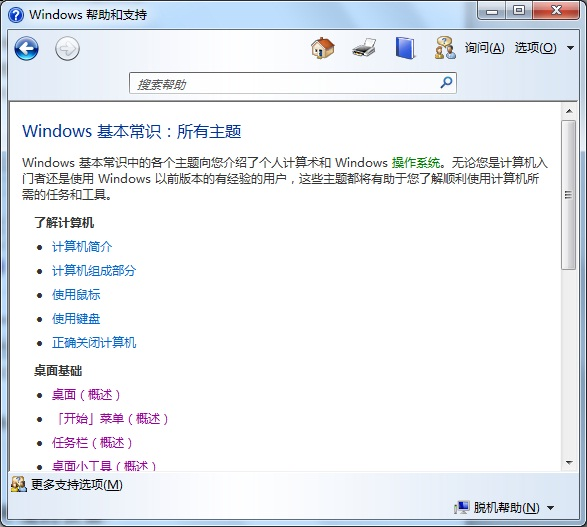 Windows 帮助和支持
询问(A) 选项(O)
搜索帮助
Windows 基本常识：所有主题
Windows 基本常识中的各个主题向您介绍了个人计算术和 Windows 操作系统。无论您是计算机入
门者还是使用 Windows 以前版本的有经验的用户，这些主题都将有助于您了解顺利使用计算机所
需的任务和工具。
了解计算机
计算机简介
计算机组成部分
使用鼠标
使用键盘
正确关闭计算机
桌面基础
桌面（概述）
「开始」菜单（概述）
任务栏（概述）
桌面小工具（概述）
更多支持选项(M)
脱机帮助(N)